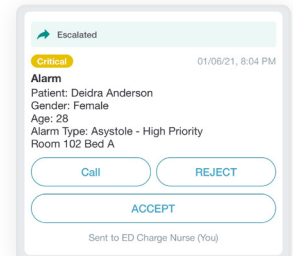 Escalated
Critical 01/06/21, 8:04 PM
Alarm
Patient: Deidra Anderson
Gender: Female
Age: 28
Alarm Type: Asystole - High Priority
Room 102 Bed A
Call REJECT
ACCEPT
Sent to ED Charge Nurse (You)